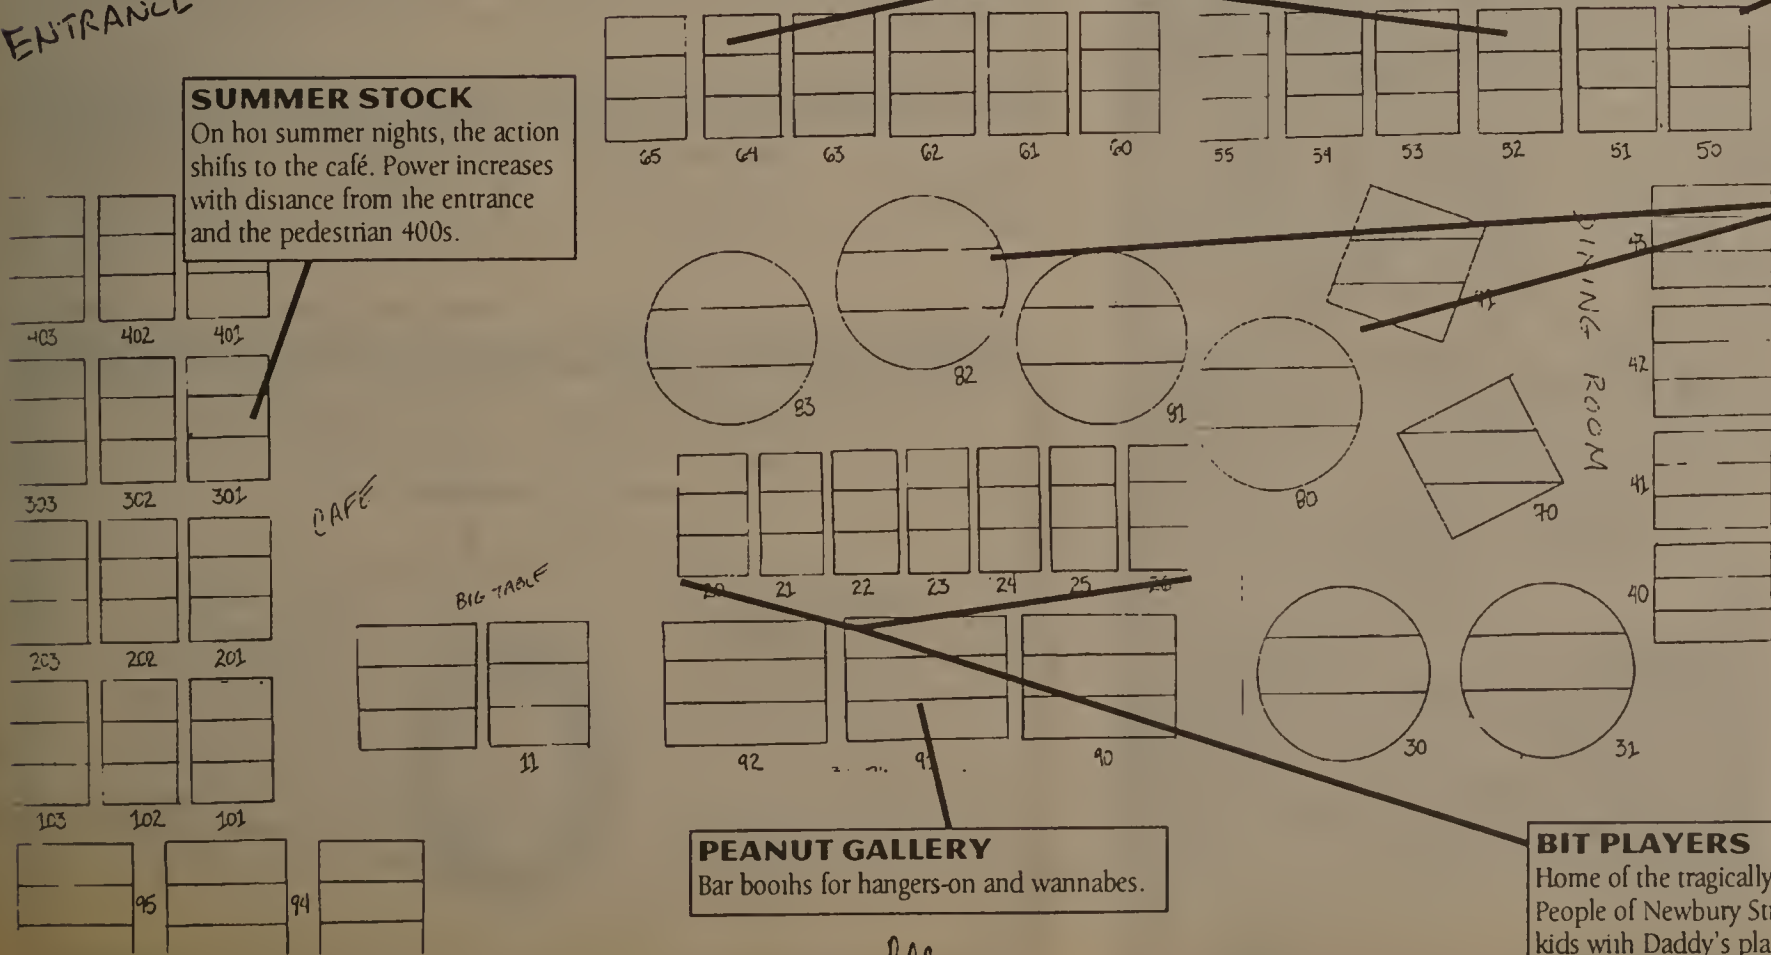 ENTRANCE
SUMMER STOCK
On hot summer nights, the action
shifts to the café. Power increases
with distance from the entrance
and the pedestrian 400s.
65 64 63 62 61 60 55 54 53 52 51 50
403 402 401
43
DINING ROOM
42
82
83
81
303 302 301
CAFÉ
80
70
41
20 21 22 23 24 25 26
BIG TABLE
40
203 202 201
11
92 91 90
30
31
103 102 101
95 94
PEANUT GALLERY
Bar booths for hangers-on and wannabes.
BIT PLAYERS
Home of the tragically
People of Newbury
kids with Daddy's